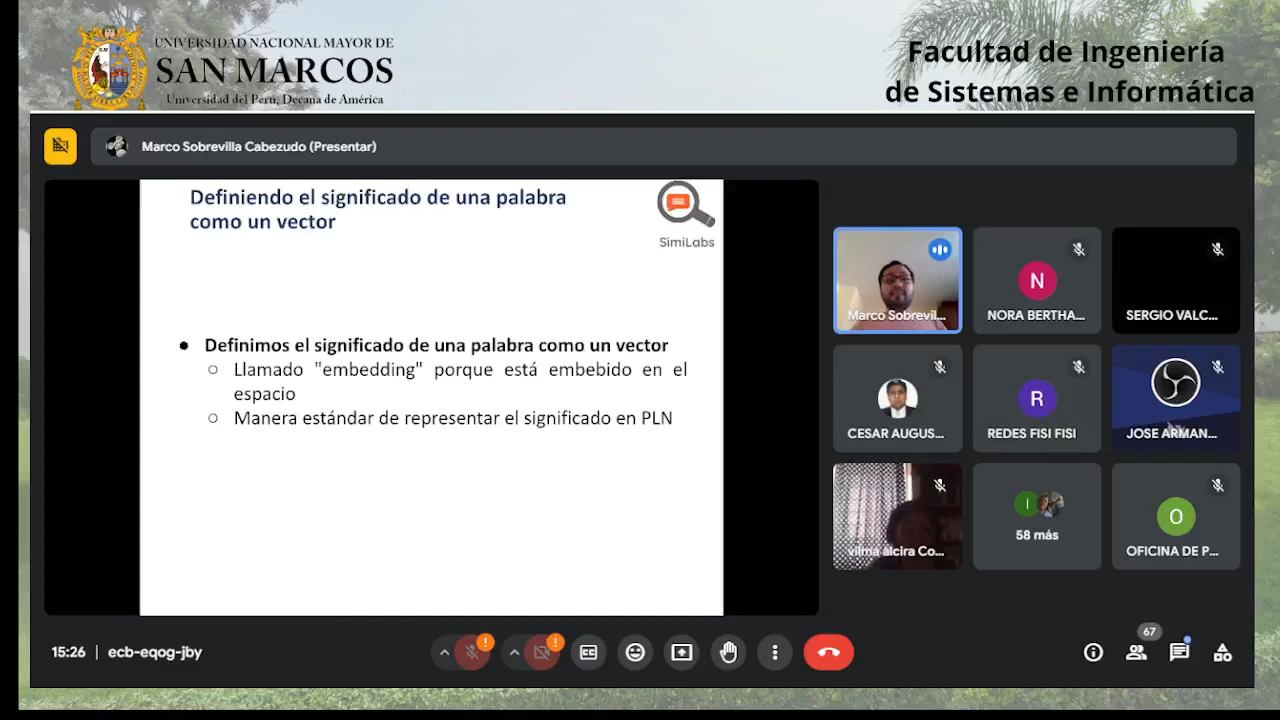 UNIVERSIDAD NACIONAL MAYOR DE
SAN MARCOS
Universidad del Perú, Decana de América
Facultad de Ingeniería
de Sistemas e Informática
Marco Sobrevilla Cabezudo (Presentar)
Definiendo el significado de una palabra
como un vector
SimiLabs
● Definimos el significado de una palabra como un vector
○ Llamado "embedding" porque está embebido en el
espacio
○ Manera estándar de representar el significado en PLN
Marco Sobrevil...
N
NORA BERTHA...
SERGIO VALC...
CESAR AUGUS...
R
REDES FISI FISI
JOSE ARMAN...
vilma alcira Co...
I
58 más
O
OFICINA DE P...
15:26 | ecb-eqog-jby
67